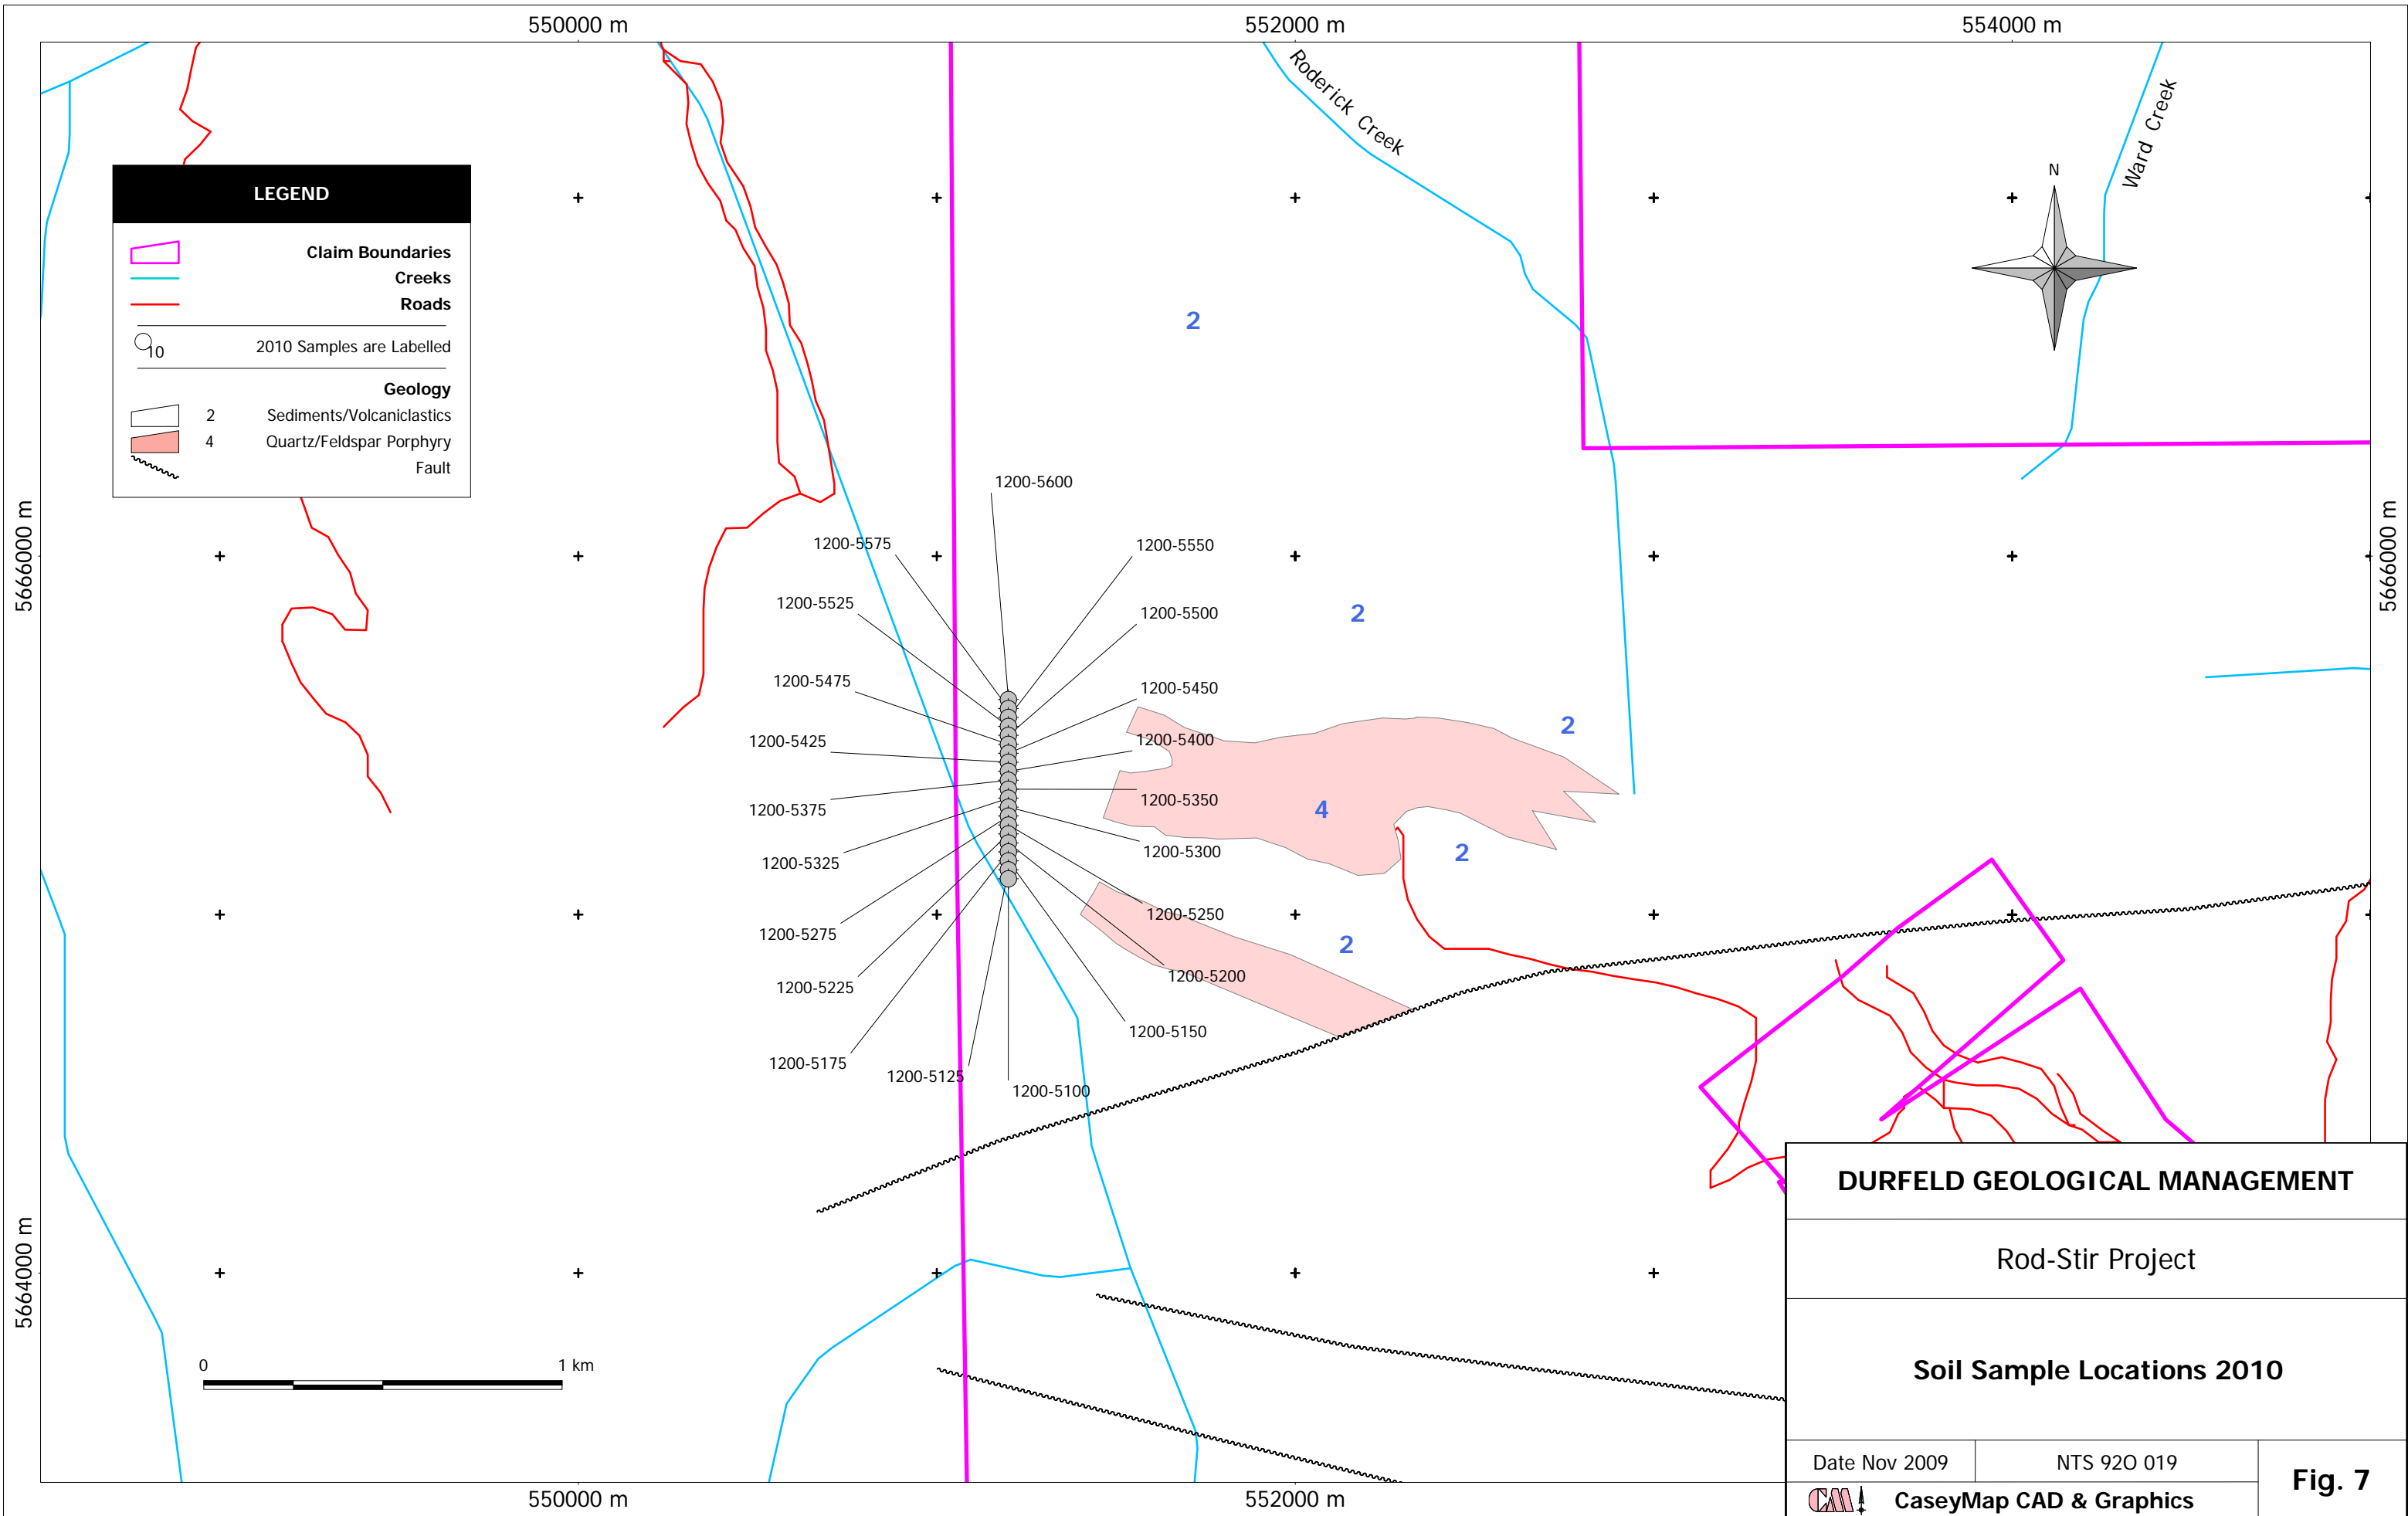 550000 m
552000 m
554000 m
Roderick Creek
Ward Creek
N
LEGEND
Claim Boundaries
Creeks
Roads
10
2010 Samples are Labelled
Geology
2 Sediments/Volcaniclastics
4 Quartz/Feldspar Porphyry
Fault
2
5666000 m
5666000 m
1200-5600
1200-5575
1200-5550
1200-5525
1200-5500
2
1200-5475
1200-5450
2
1200-5425
1200-5400
1200-5375
1200-5350
4
1200-5325
1200-5300
2
1200-5275
1200-5250
2
1200-5225
1200-5200
1200-5175
1200-5150
1200-5125
1200-5100
5664000 m
0 1 km
DURFELD GEOLOGICAL MANAGEMENT
Rod-Stir Project
Soil Sample Locations 2010
Date Nov 2009
NTS 92O 019
Fig. 7
CM CaseyMap CAD & Graphics
550000 m
552000 m